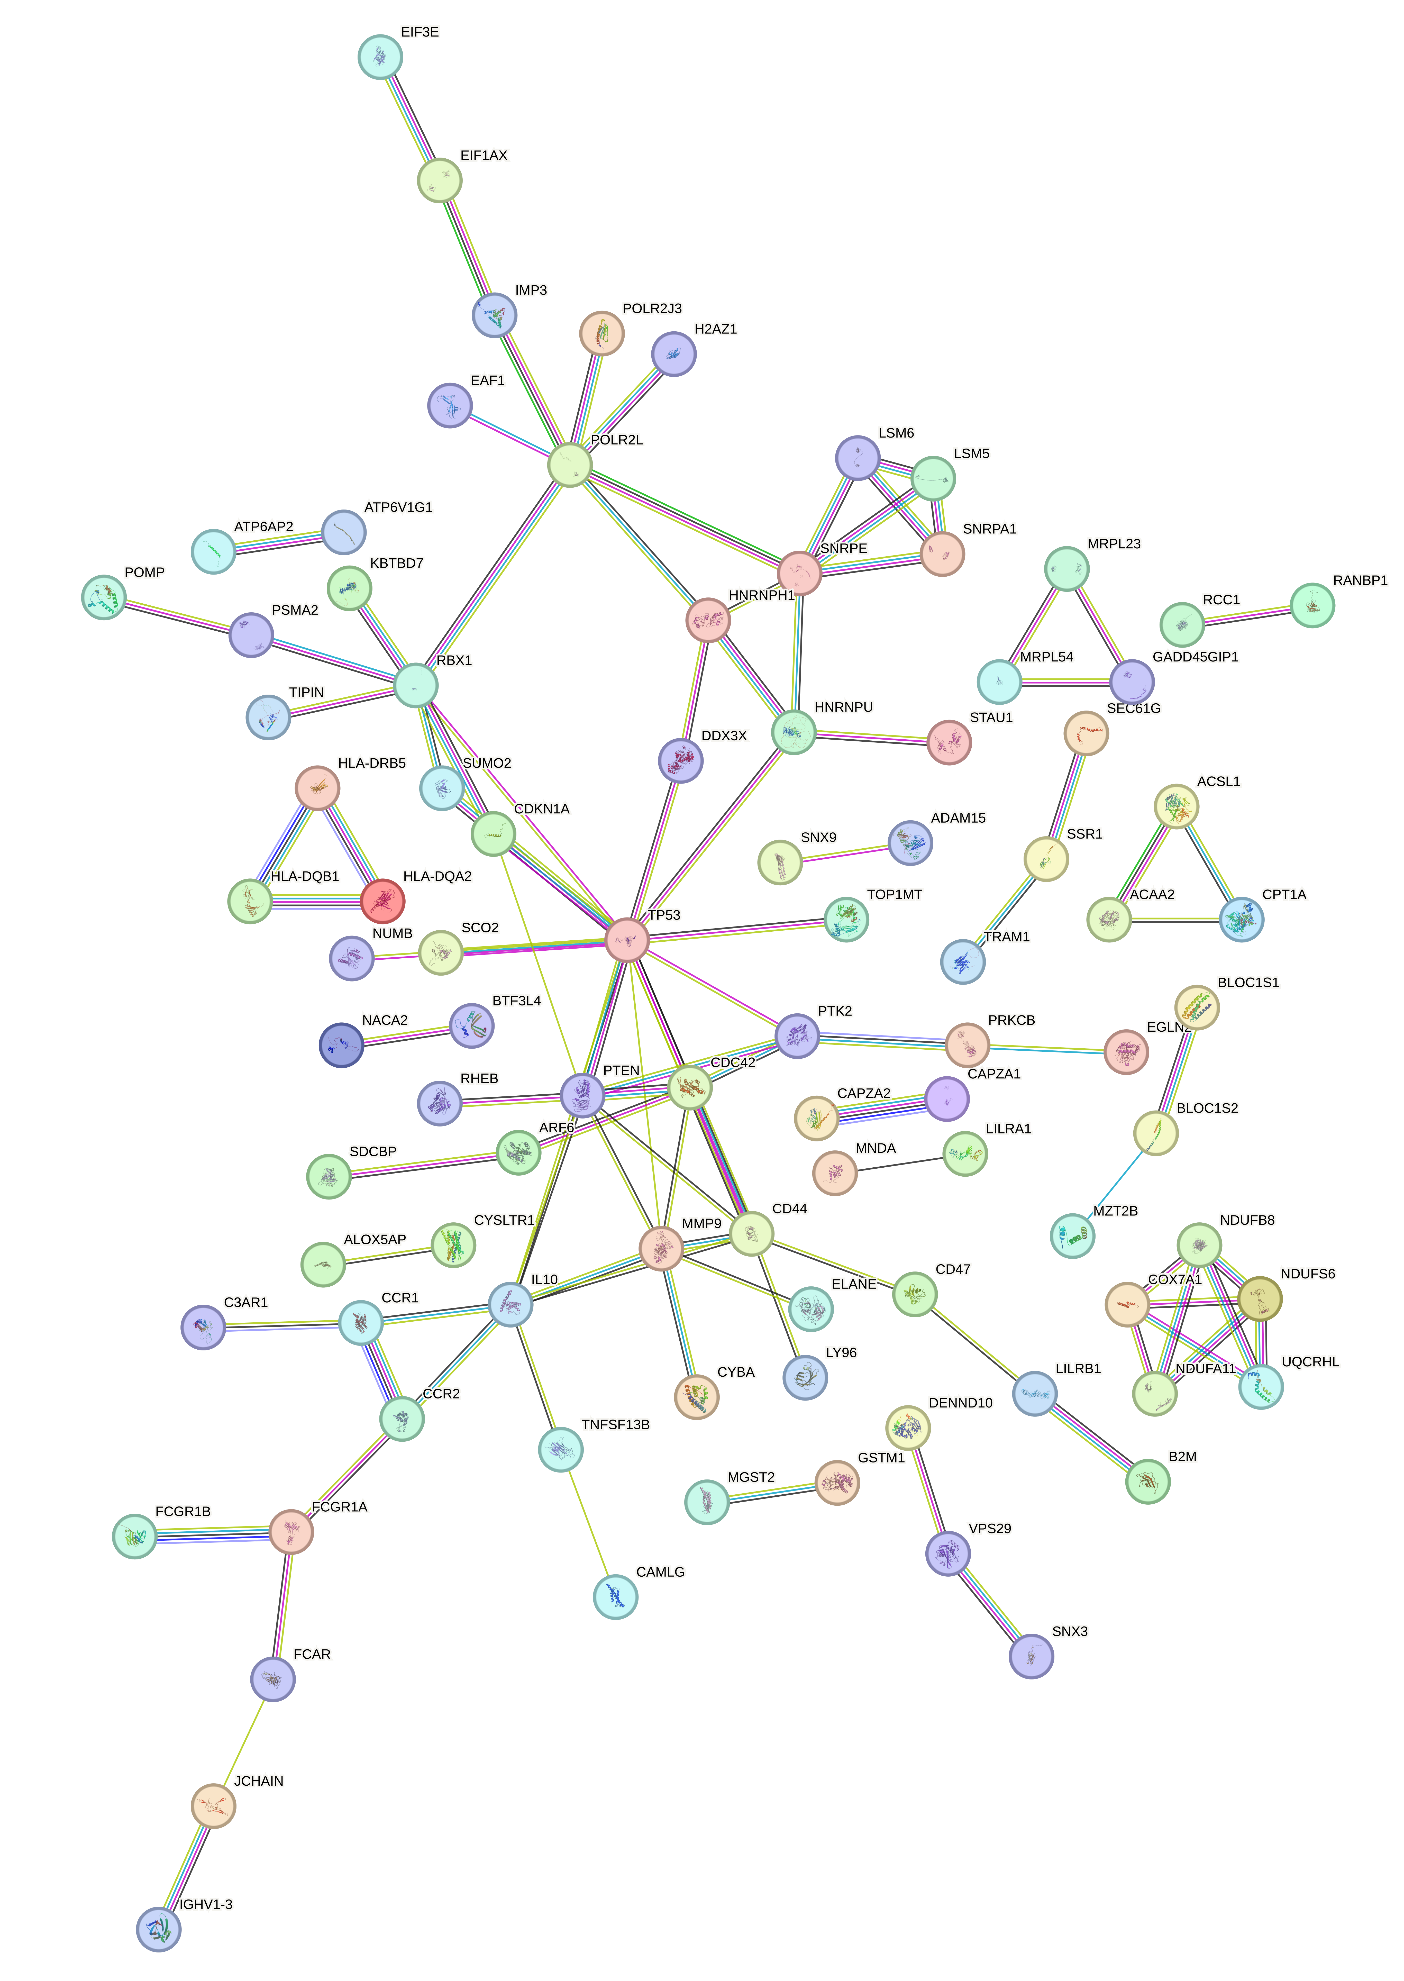 EIF3E
EIF1AX
IMP3
POLR2J3
H2AZ1
EAF1
POLR2L
LSM6
LSM5
SNRPA1
SNRPE
ATP6V1G1
ATP6AP2
KBTBD7
POMP
PSMA2
HNRNPH1
MRPL23
RANBP1
RCC1
MRPL54
GADD45GIP1
RBX1
TIPIN
HNRNPU
STAU1
SEC61G
DDX3X
HLA-DRB5
SUMO2
CDKN1A
ACSL1
SNX9
ADAM15
SSR1
HLA-DQB1
HLA-DQA2
TOP1MT
ACAA2
CPT1A
TP53
NUMB
SCO2
TRAM1
BLOC1S1
BTF3L4
NACA2
PTK2
PRKCB
EGLN2
PTEN
CDC42
RHEB
CAPZA2
CAPZA1
BLOC1S2
ARF6
LILRA1
SDCBP
MNDA
CD44
MZT2B
NDUFB8
CYSLTR1
MMP9
ALOX5AP
CD47
COX7A1
NDUFS6
IL10
ELANE
C3AR1
CCR1
LY96
CYBA
LILRB1
NDUFA11
UQCRHL
CCR2
DENND10
TNFSF13B
B2M
GSTM1
MGST2
FCGR1B
FCGR1A
VPS29
CAMLG
SNX3
FCAR
JCHAIN
IGHV1-3